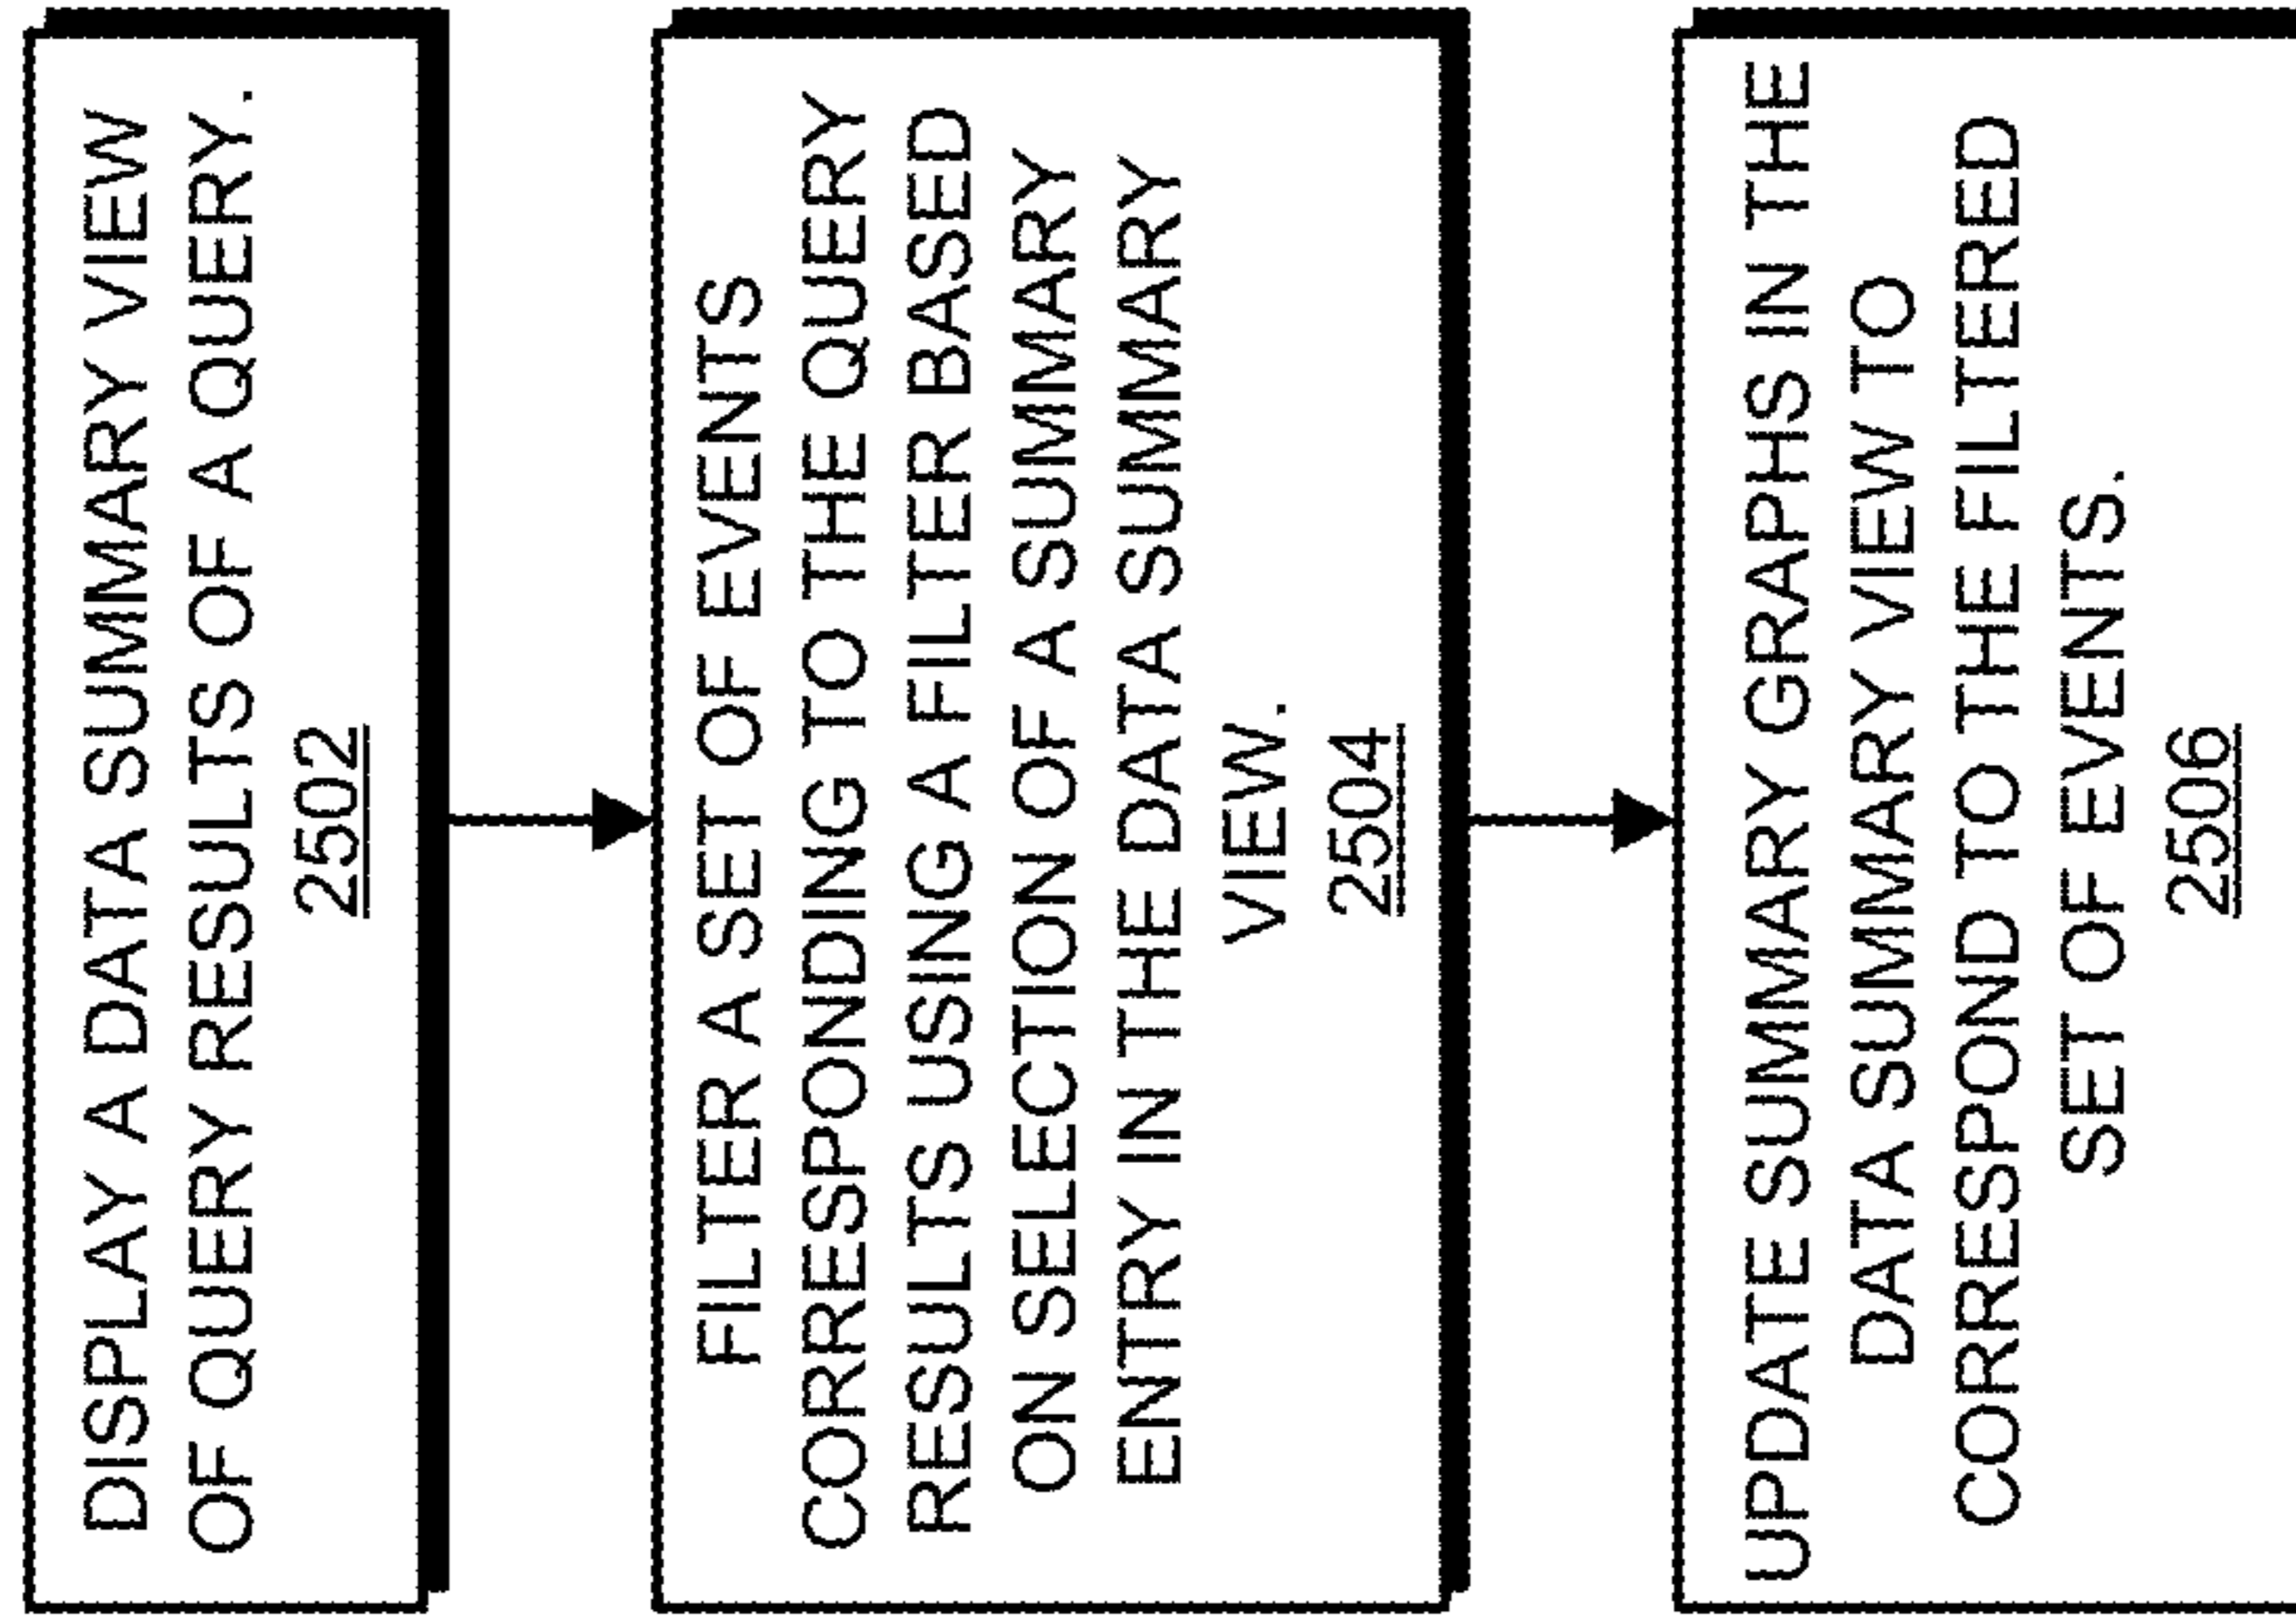 DISPLAY A DATA SUMMARY VIEW
OF QUERY RESULTS OF A QUERY.
2502
FILTER A SET OF EVENTS
CORRESPONDING TO THE QUERY
RESULTS USING A FILTER BASED
ON SELECTION OF A SUMMARY
ENTRY IN THE DATA SUMMARY
VIEW.
2504
UPDATE SUMMARY GRAPHS IN THE
DATA SUMMARY VIEW TO
CORRESPOND TO THE FILTERED
SET OF EVENTS.
2506